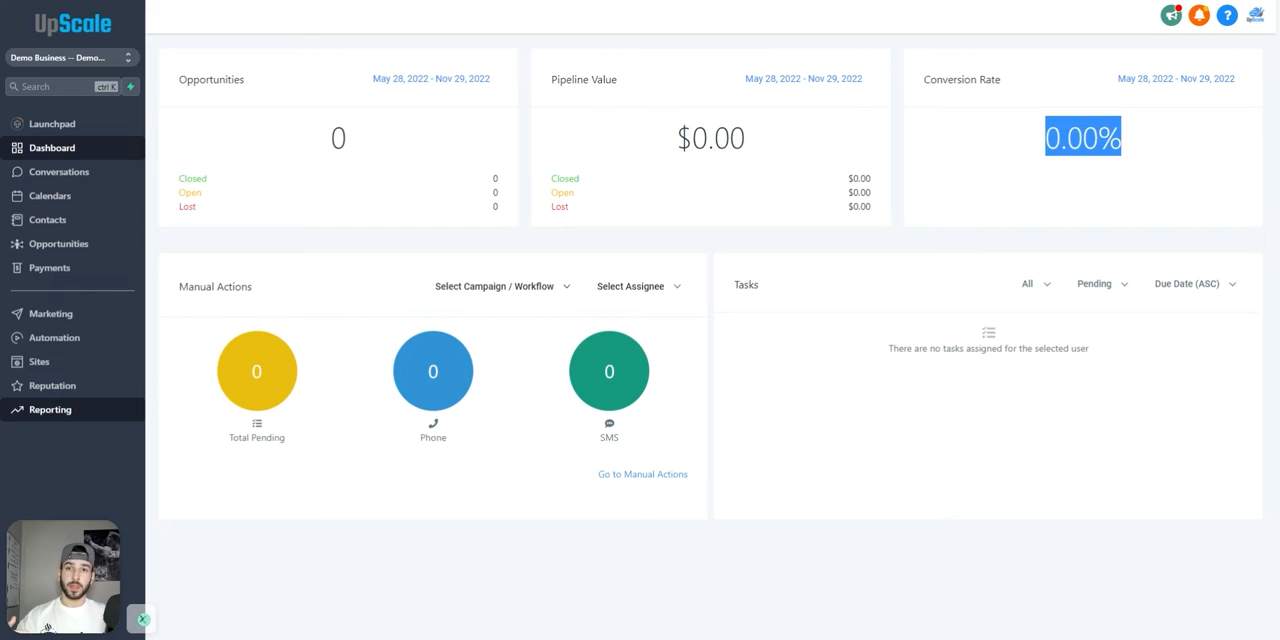 UpScale
Demo Business -- Demo...
Search
ctrl K
Launchpad
Dashboard
Conversations
Calendars
Contacts
Opportunities
Payments
Marketing
Automation
Sites
Reputation
Reporting
?
Opportunities
May 28, 2022 - Nov 29, 2022
0
Closed 0
Open 0
Lost 0
Pipeline Value
May 28, 2022 - Nov 29, 2022
$0.00
Closed $0.00
Open $0.00
Lost $0.00
Conversion Rate
May 28, 2022 - Nov 29, 2022
0.00%
Manual Actions
Select Campaign / Workflow
Select Assignee
0
Total Pending
0
Phone
0
SMS
Go to Manual Actions
Tasks
All
Pending
Due Date (ASC)
There are no tasks assigned for the selected user